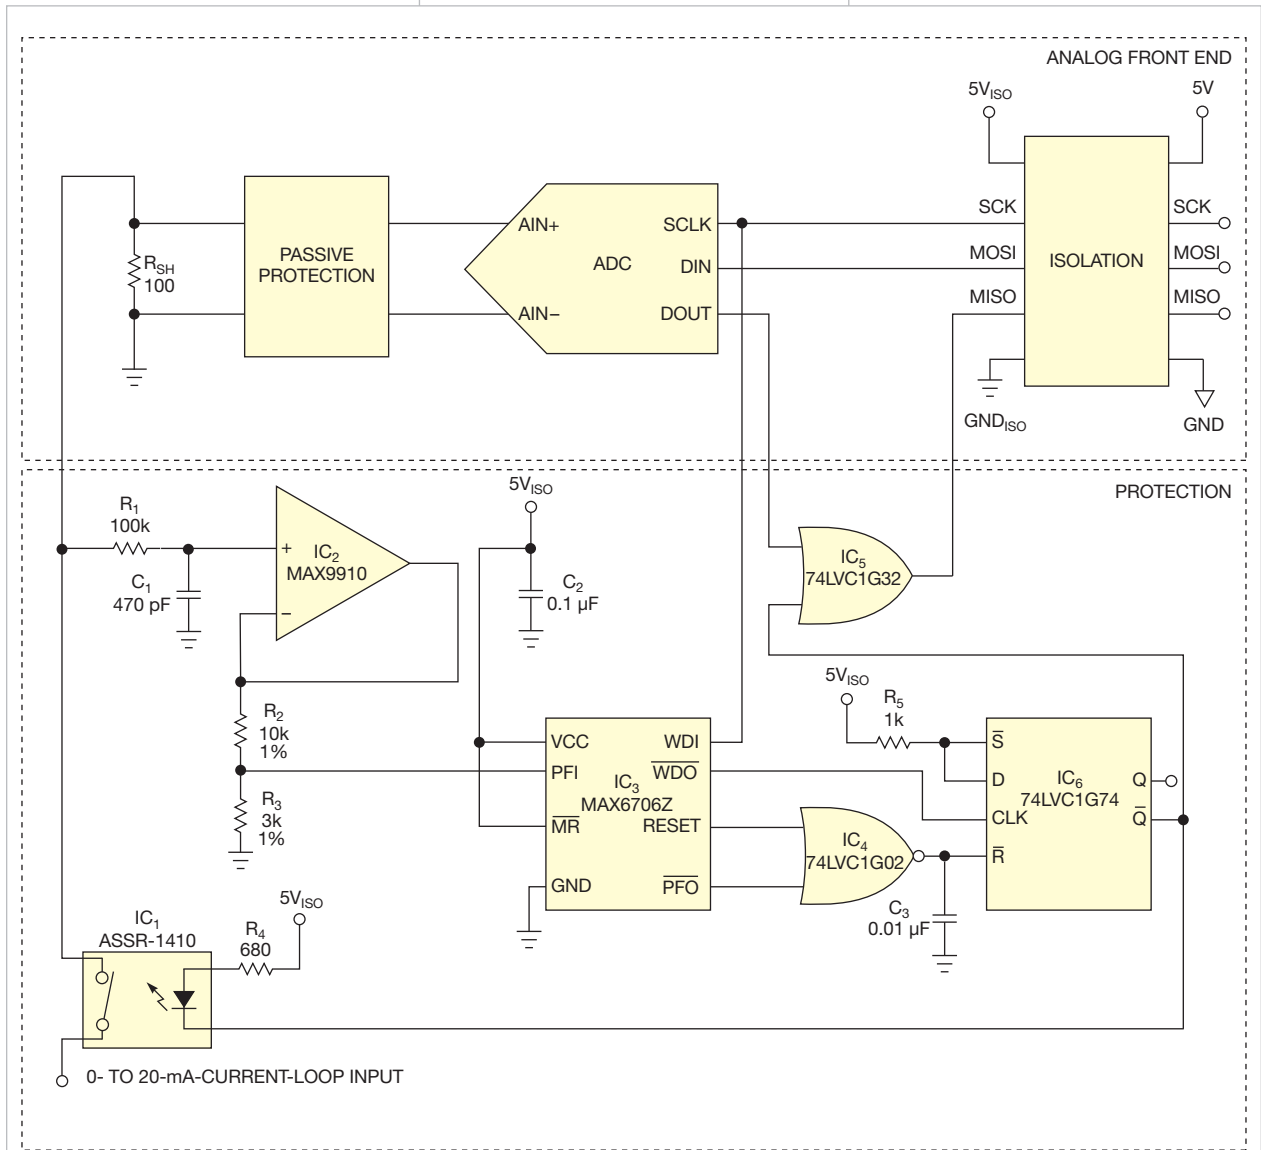 ANALOG FRONT END
5VISO
5V
SCK
MOSI
MISO
ISOLATION
SCK
MOSI
MISO
GNDISO
GND
RSH
100
PASSIVE
PROTECTION
AIN+
AIN−
ADC
SCLK
DIN
DOUT
PROTECTION
R1
100k
C1
470 pF
+
−
IC2
MAX9910
5VISO
C2
0.1 µF
IC5
74LVC1G32
R2
10k
1%
R3
3k
1%
VCC
PFI
MR
GND
IC3
MAX6706Z
WDI
WDO
RESET
PFO
IC4
74LVC1G02
C3
0.01 µF
5VISO
R5
1k
S
D
CLK
R
IC6
74LVC1G74
Q
Q
IC1
ASSR-1410
R4
680
5VISO
0- TO 20-mA-CURRENT-LOOP INPUT